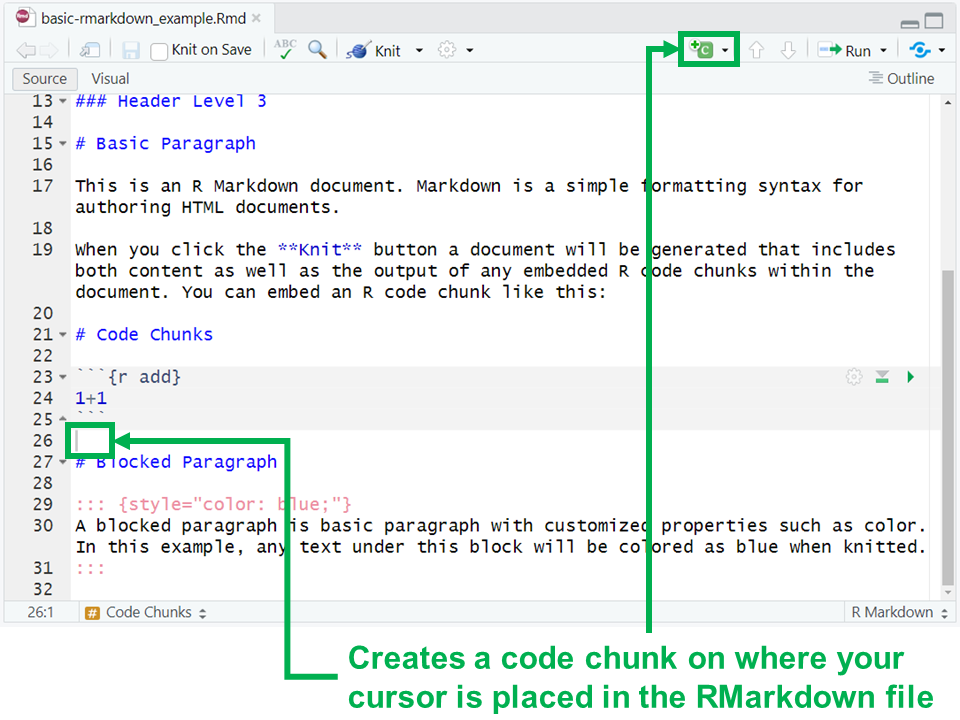 basic-rmarkdown_example.Rmd
Knit on Save ABC Knit C Run
Source Visual Outline
13 ### Header Level 3
14
15 # Basic Paragraph
16
17 This is an R Markdown document. Markdown is a simple formatting syntax for
authoring HTML documents.
18
19 When you click the **Knit** button a document will be generated that includes
both content as well as the output of any embedded R code chunks within the
document. You can embed an R code chunk like this:
20
21 # Code Chunks
22
23 ```{r add}
24 1+1
25 ```
26
27 # Blocked Paragraph
28
29 ::: {style="color: blue;"}
30 A blocked paragraph is basic paragraph with customized properties such as color.
In this example, any text under this block will be colored as blue when knitted.
31 :::
32
26:1 # Code Chunks R Markdown
Creates a code chunk on where your
cursor is placed in the RMarkdown file